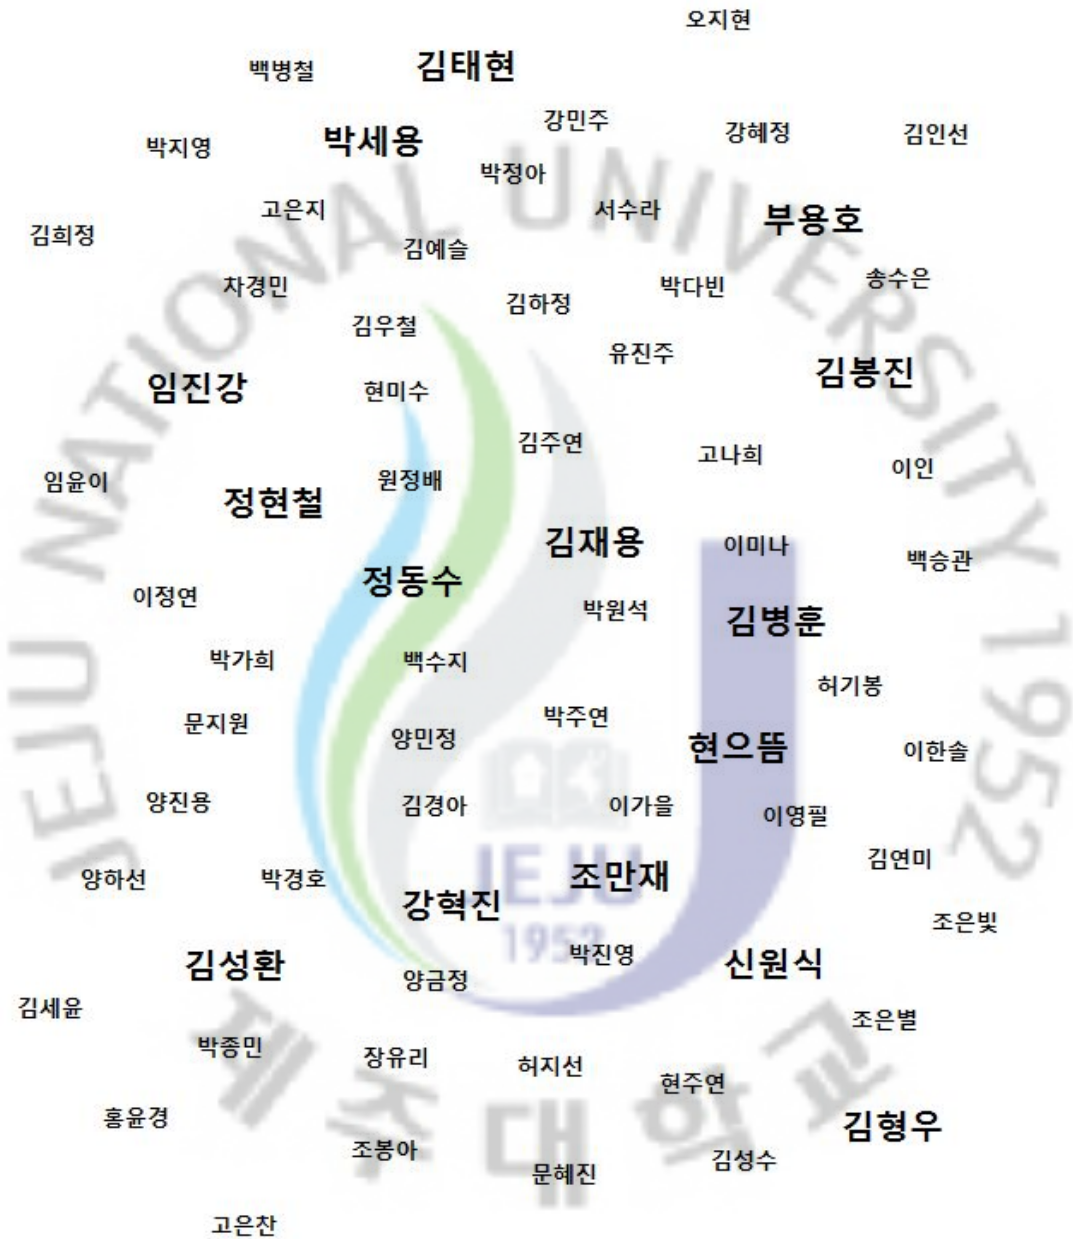 오지현
김태현
백병철
강민주
강혜정
김인선
박세용
박지영
박정아
고은지
서수라
부용호
김희정
김예슬
차경민
박다빈
송수은
김하정
김우철
유진주
김봉진
임진강
현미수
김주연
고나희
이인
임윤이
원정배
정현철
김재용
이미나
백승관
정동수
이정연
박원석
김병훈
박가희
백수지
허기봉
문지원
박주연
양민정
현으뜸
이한솔
양진용
김경아
이가을
이영필
김연미
양하선
박경호
조만재
강혁진
조은빛
박진영
김성환
신원식
양금정
김세윤
조은별
박종민
장유리
허지선
현주연
홍윤경
김형우
조봉아
문혜진
김성수
고은찬
JEJU NATIONAL UNIVERSITY 1952
JEJU
1952
제주대학교